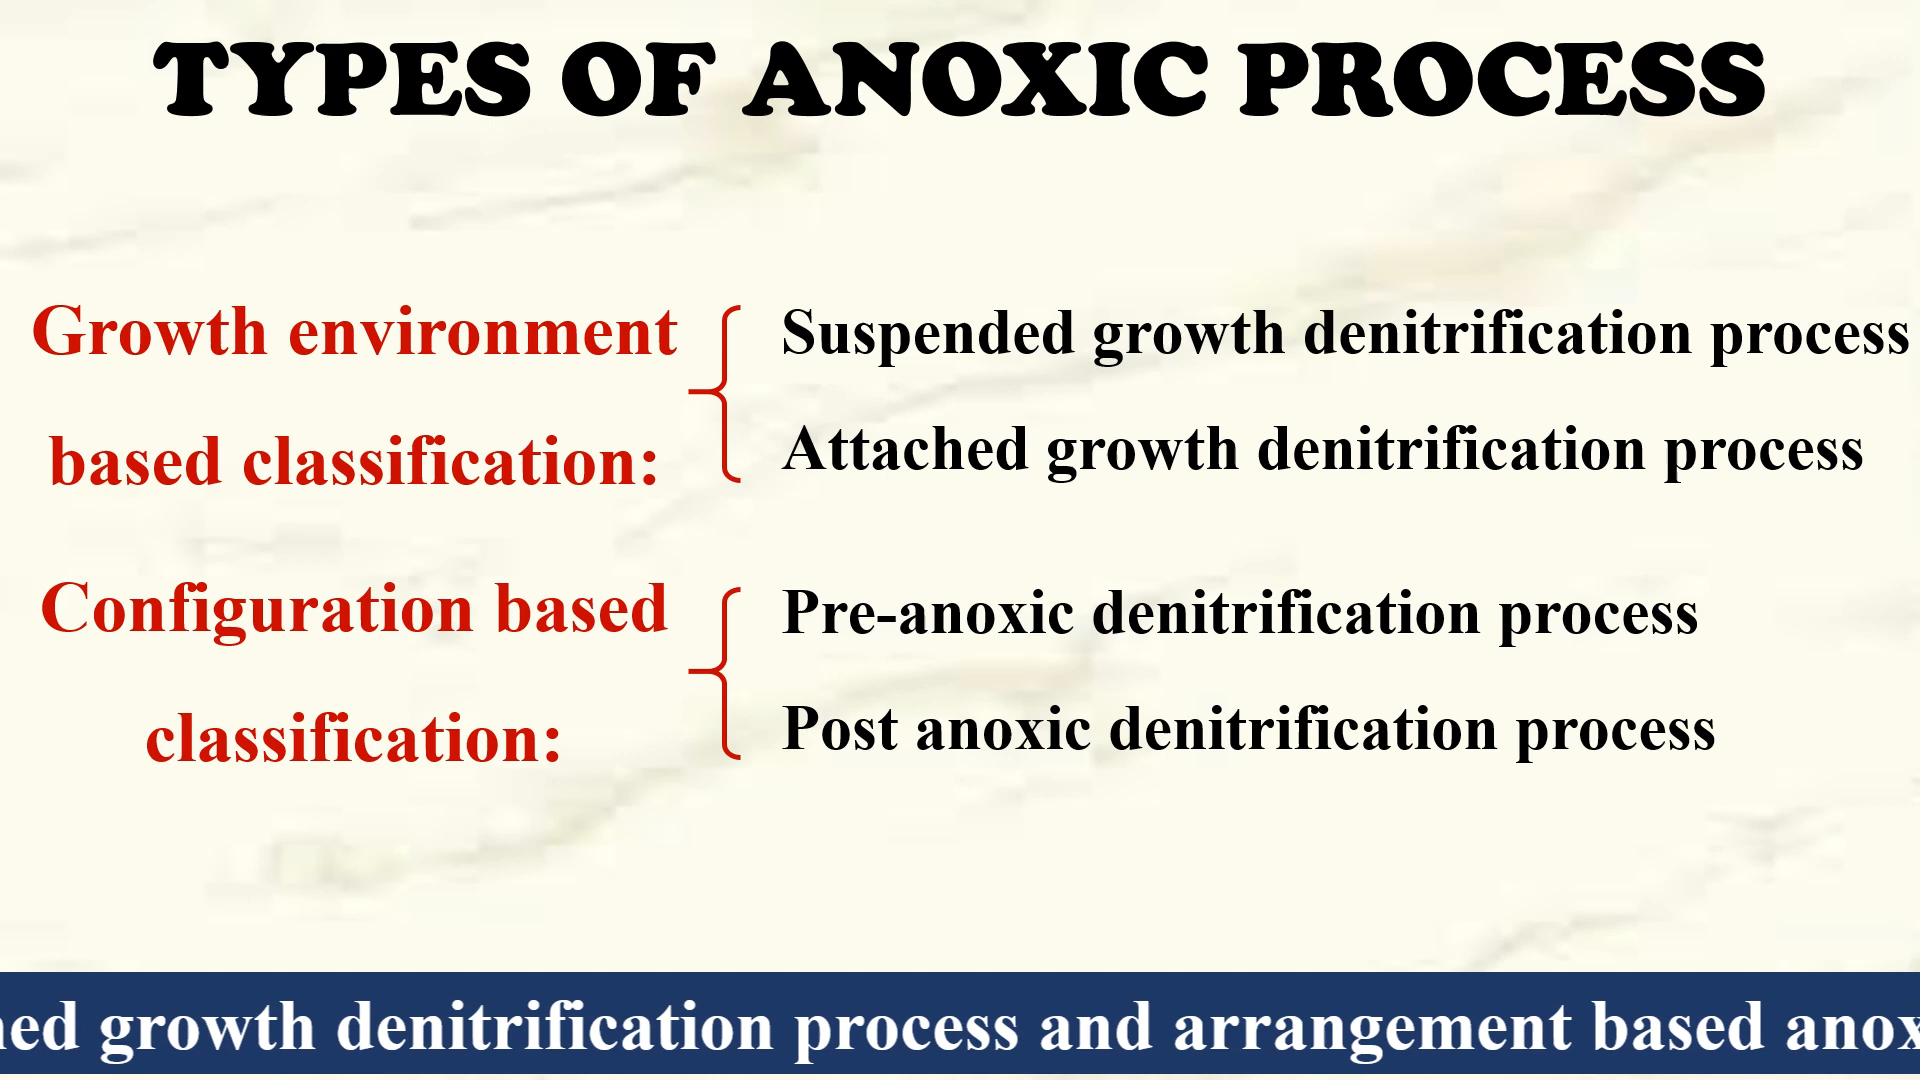 TYPES OF ANOXIC PROCESS
Growth environment
based classification:
Suspended growth denitrification process
Attached growth denitrification process
Configuration based
classification:
Pre-anoxic denitrification process
Post anoxic denitrification process
growth denitrification process and arrangement based